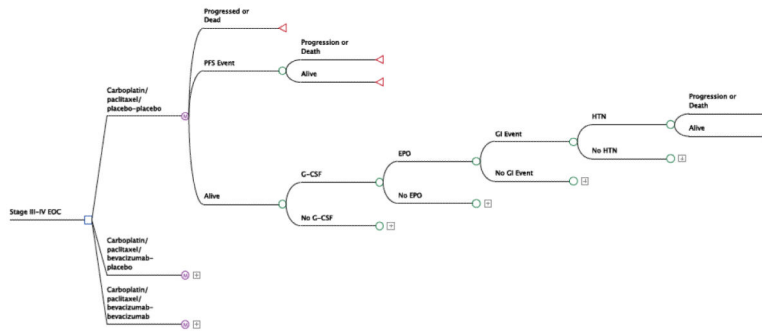 Progressed or
Dead
PFS Event
Progression or
Death
Alive
Carboplatin/
paclitaxel/
placebo-placebo
M
Alive
G-CSF
EPO
GI Event
HTN
Progression or
Death
Alive
No HTN
No GI Event
No EPO
No G-CSF
Stage III-IV EOC
Carboplatin/
paclitaxel/
bevacizumab-
placebo
M
Carboplatin/
paclitaxel/
bevacizumab-
bevacizumab
M